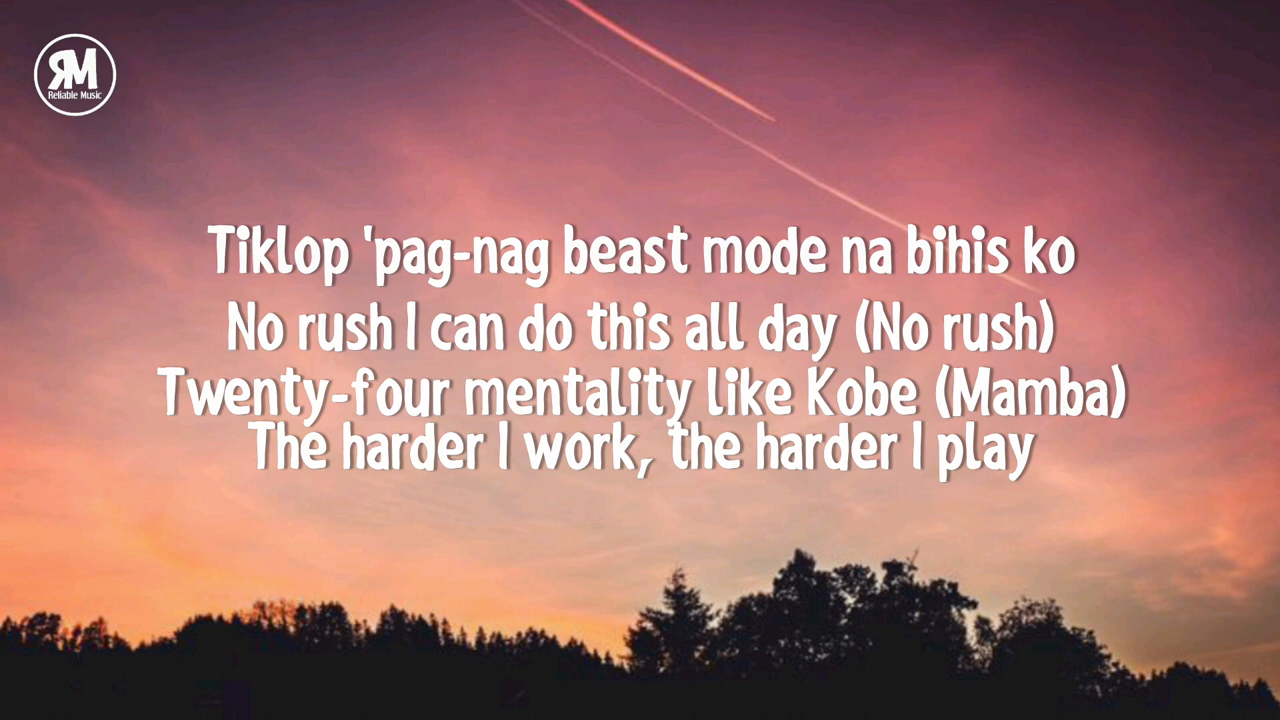 RM
Reliable Music
Tiklop 'pag-nag beast mode na bihis ko
No rush I can do this all day (No rush)
Twenty-four mentality like Kobe (Mamba)
The harder I work, the harder I play